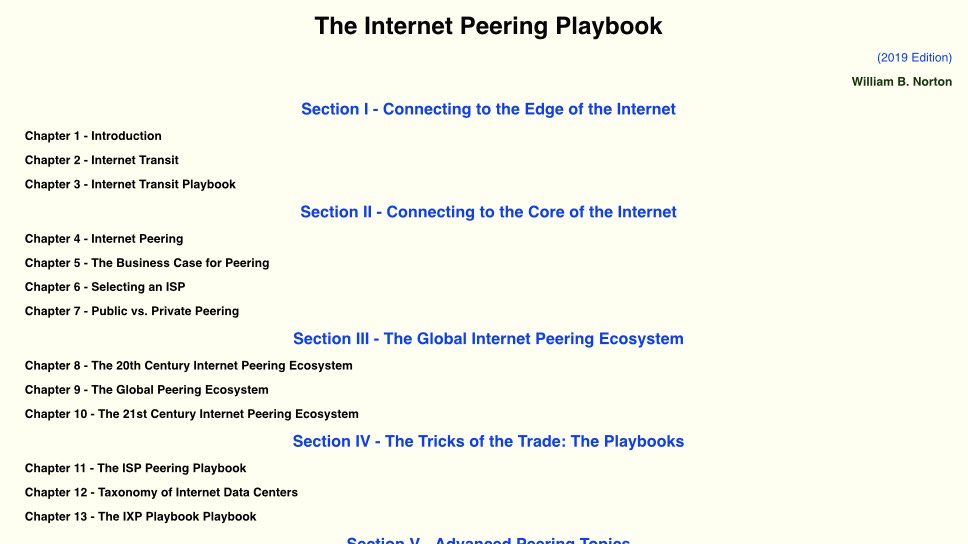 The Internet Peering Playbook
(2019 Edition)
William B. Norton
Section I - Connecting to the Edge of the Internet
Chapter 1 - Introduction
Chapter 2 - Internet Transit
Chapter 3 - Internet Transit Playbook
Section II - Connecting to the Core of the Internet
Chapter 4 - Internet Peering
Chapter 5 - The Business Case for Peering
Chapter 6 - Selecting an ISP
Chapter 7 - Public vs. Private Peering
Section III - The Global Internet Peering Ecosystem
Chapter 8 - The 20th Century Internet Peering Ecosystem
Chapter 9 - The Global Peering Ecosystem
Chapter 10 - The 21st Century Internet Peering Ecosystem
Section IV - The Tricks of the Trade: The Playbooks
Chapter 11 - The ISP Peering Playbook
Chapter 12 - Taxonomy of Internet Data Centers
Chapter 13 - The IXP Playbook Playbook
Section V - Advanced Peering Topics